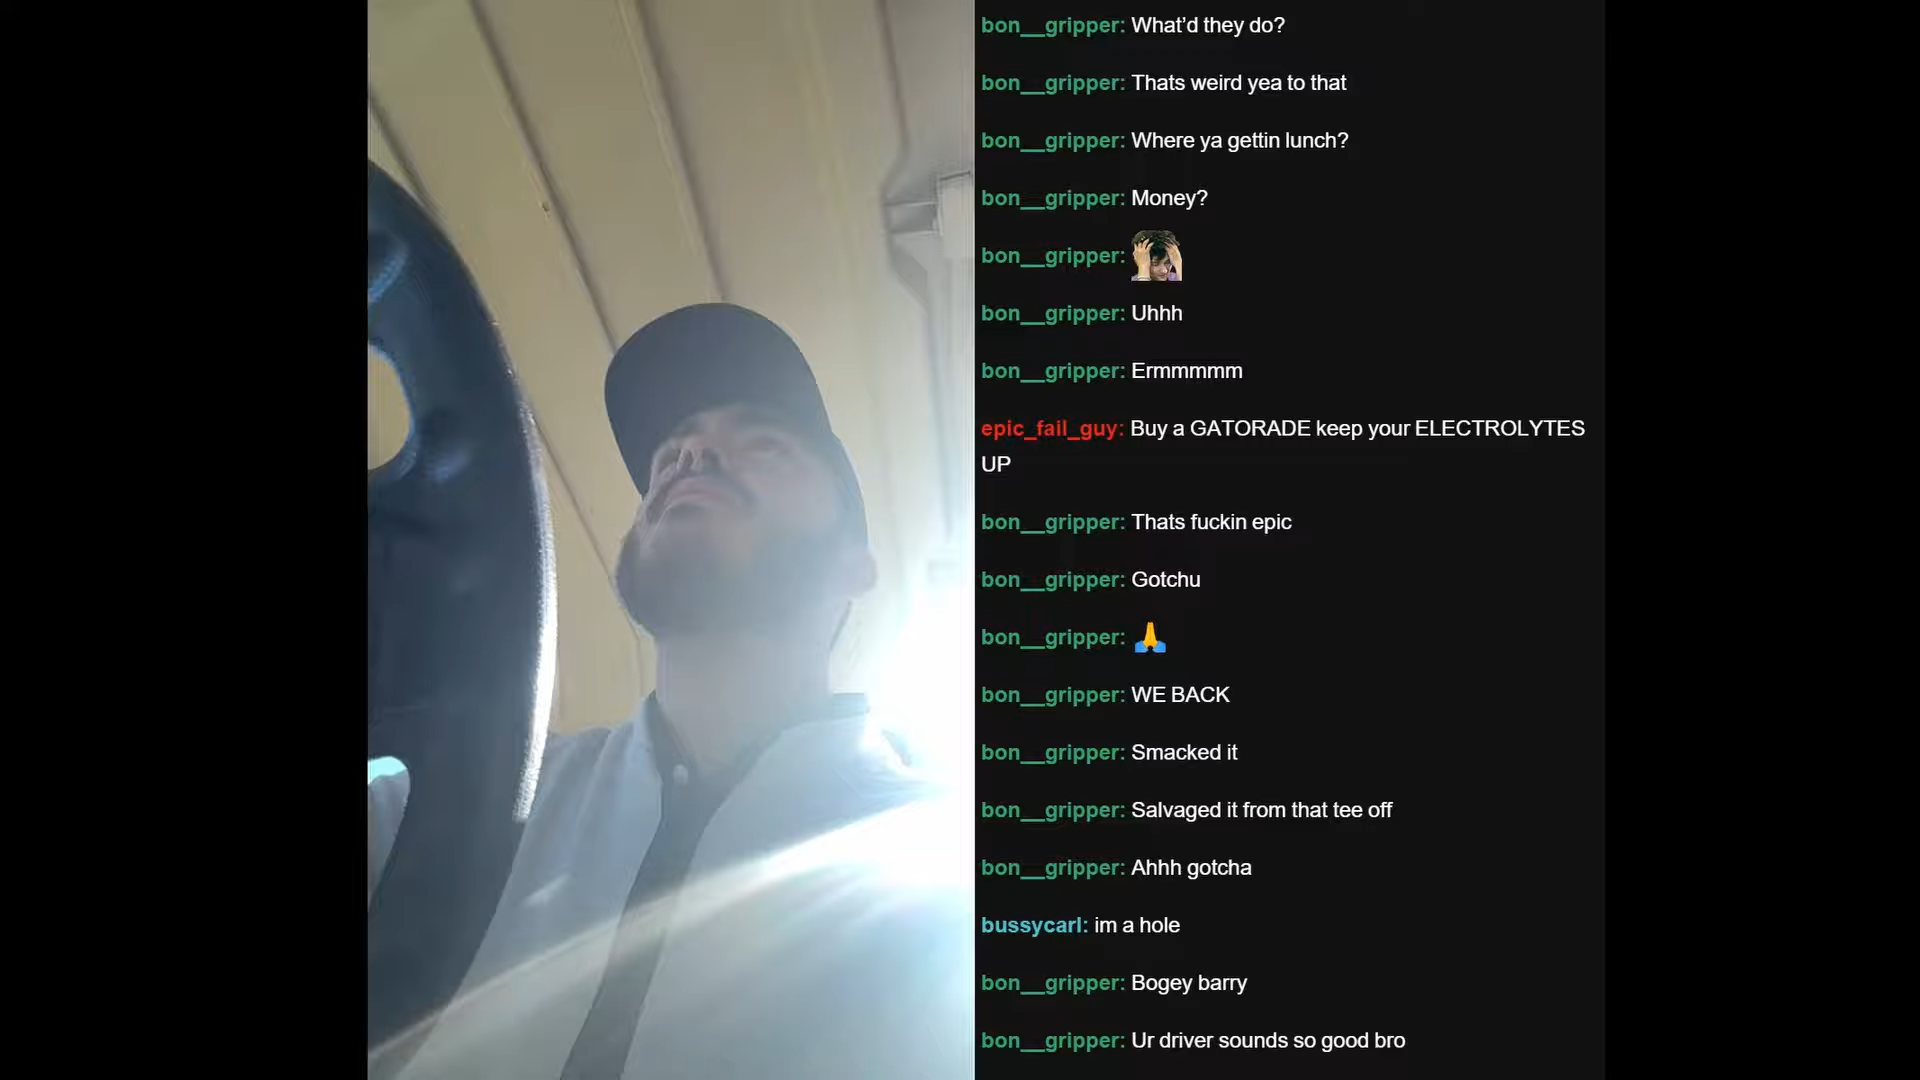 bon__gripper: What’d they do?
bon__gripper: Thats weird yea to that
bon__gripper: Where ya gettin lunch?
bon__gripper: Money?
bon__gripper:
bon__gripper: Uhhh
bon__gripper: Ermmmmm
epic_fail_guy: Buy a GATORADE keep your ELECTROLYTES
UP
bon__gripper: Thats fuckin epic
bon__gripper: Gotchu
bon__gripper: 🙏
bon__gripper: WE BACK
bon__gripper: Smacked it
bon__gripper: Salvaged it from that tee off
bon__gripper: Ahhh gotcha
bussycarl: im a hole
bon__gripper: Bogey barry
bon__gripper: Ur driver sounds so good bro